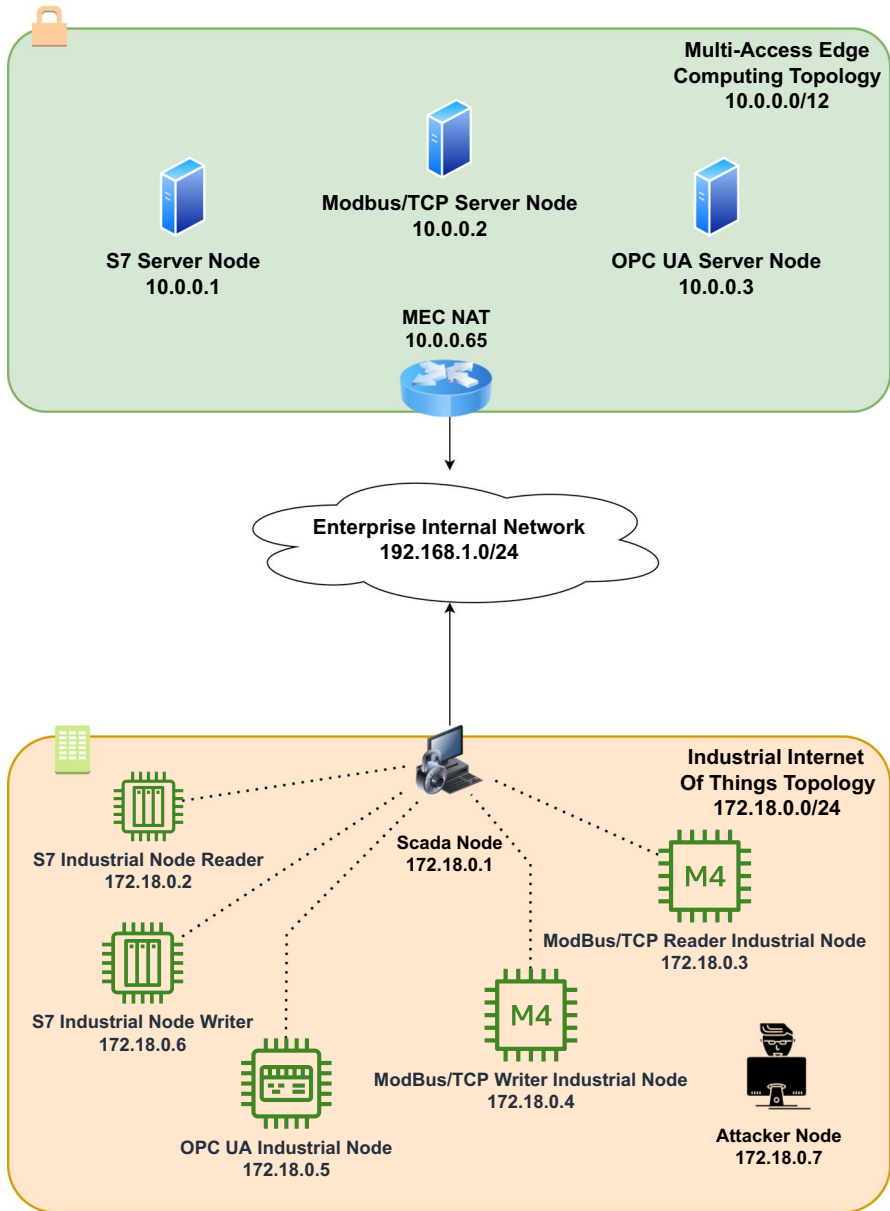 Multi-Access Edge
Computing Topology
10.0.0.0/12
Modbus/TCP Server Node
10.0.0.2
S7 Server Node
10.0.0.1
OPC UA Server Node
10.0.0.3
MEC NAT
10.0.0.65
Enterprise Internal Network
192.168.1.0/24
Industrial Internet
Of Things Topology
172.18.0.0/24
Scada Node
172.18.0.1
S7 Industrial Node Reader
172.18.0.2
M4
ModBus/TCP Reader Industrial Node
172.18.0.3
S7 Industrial Node Writer
172.18.0.6
M4
ModBus/TCP Writer Industrial Node
172.18.0.4
OPC UA Industrial Node
172.18.0.5
Attacker Node
172.18.0.7